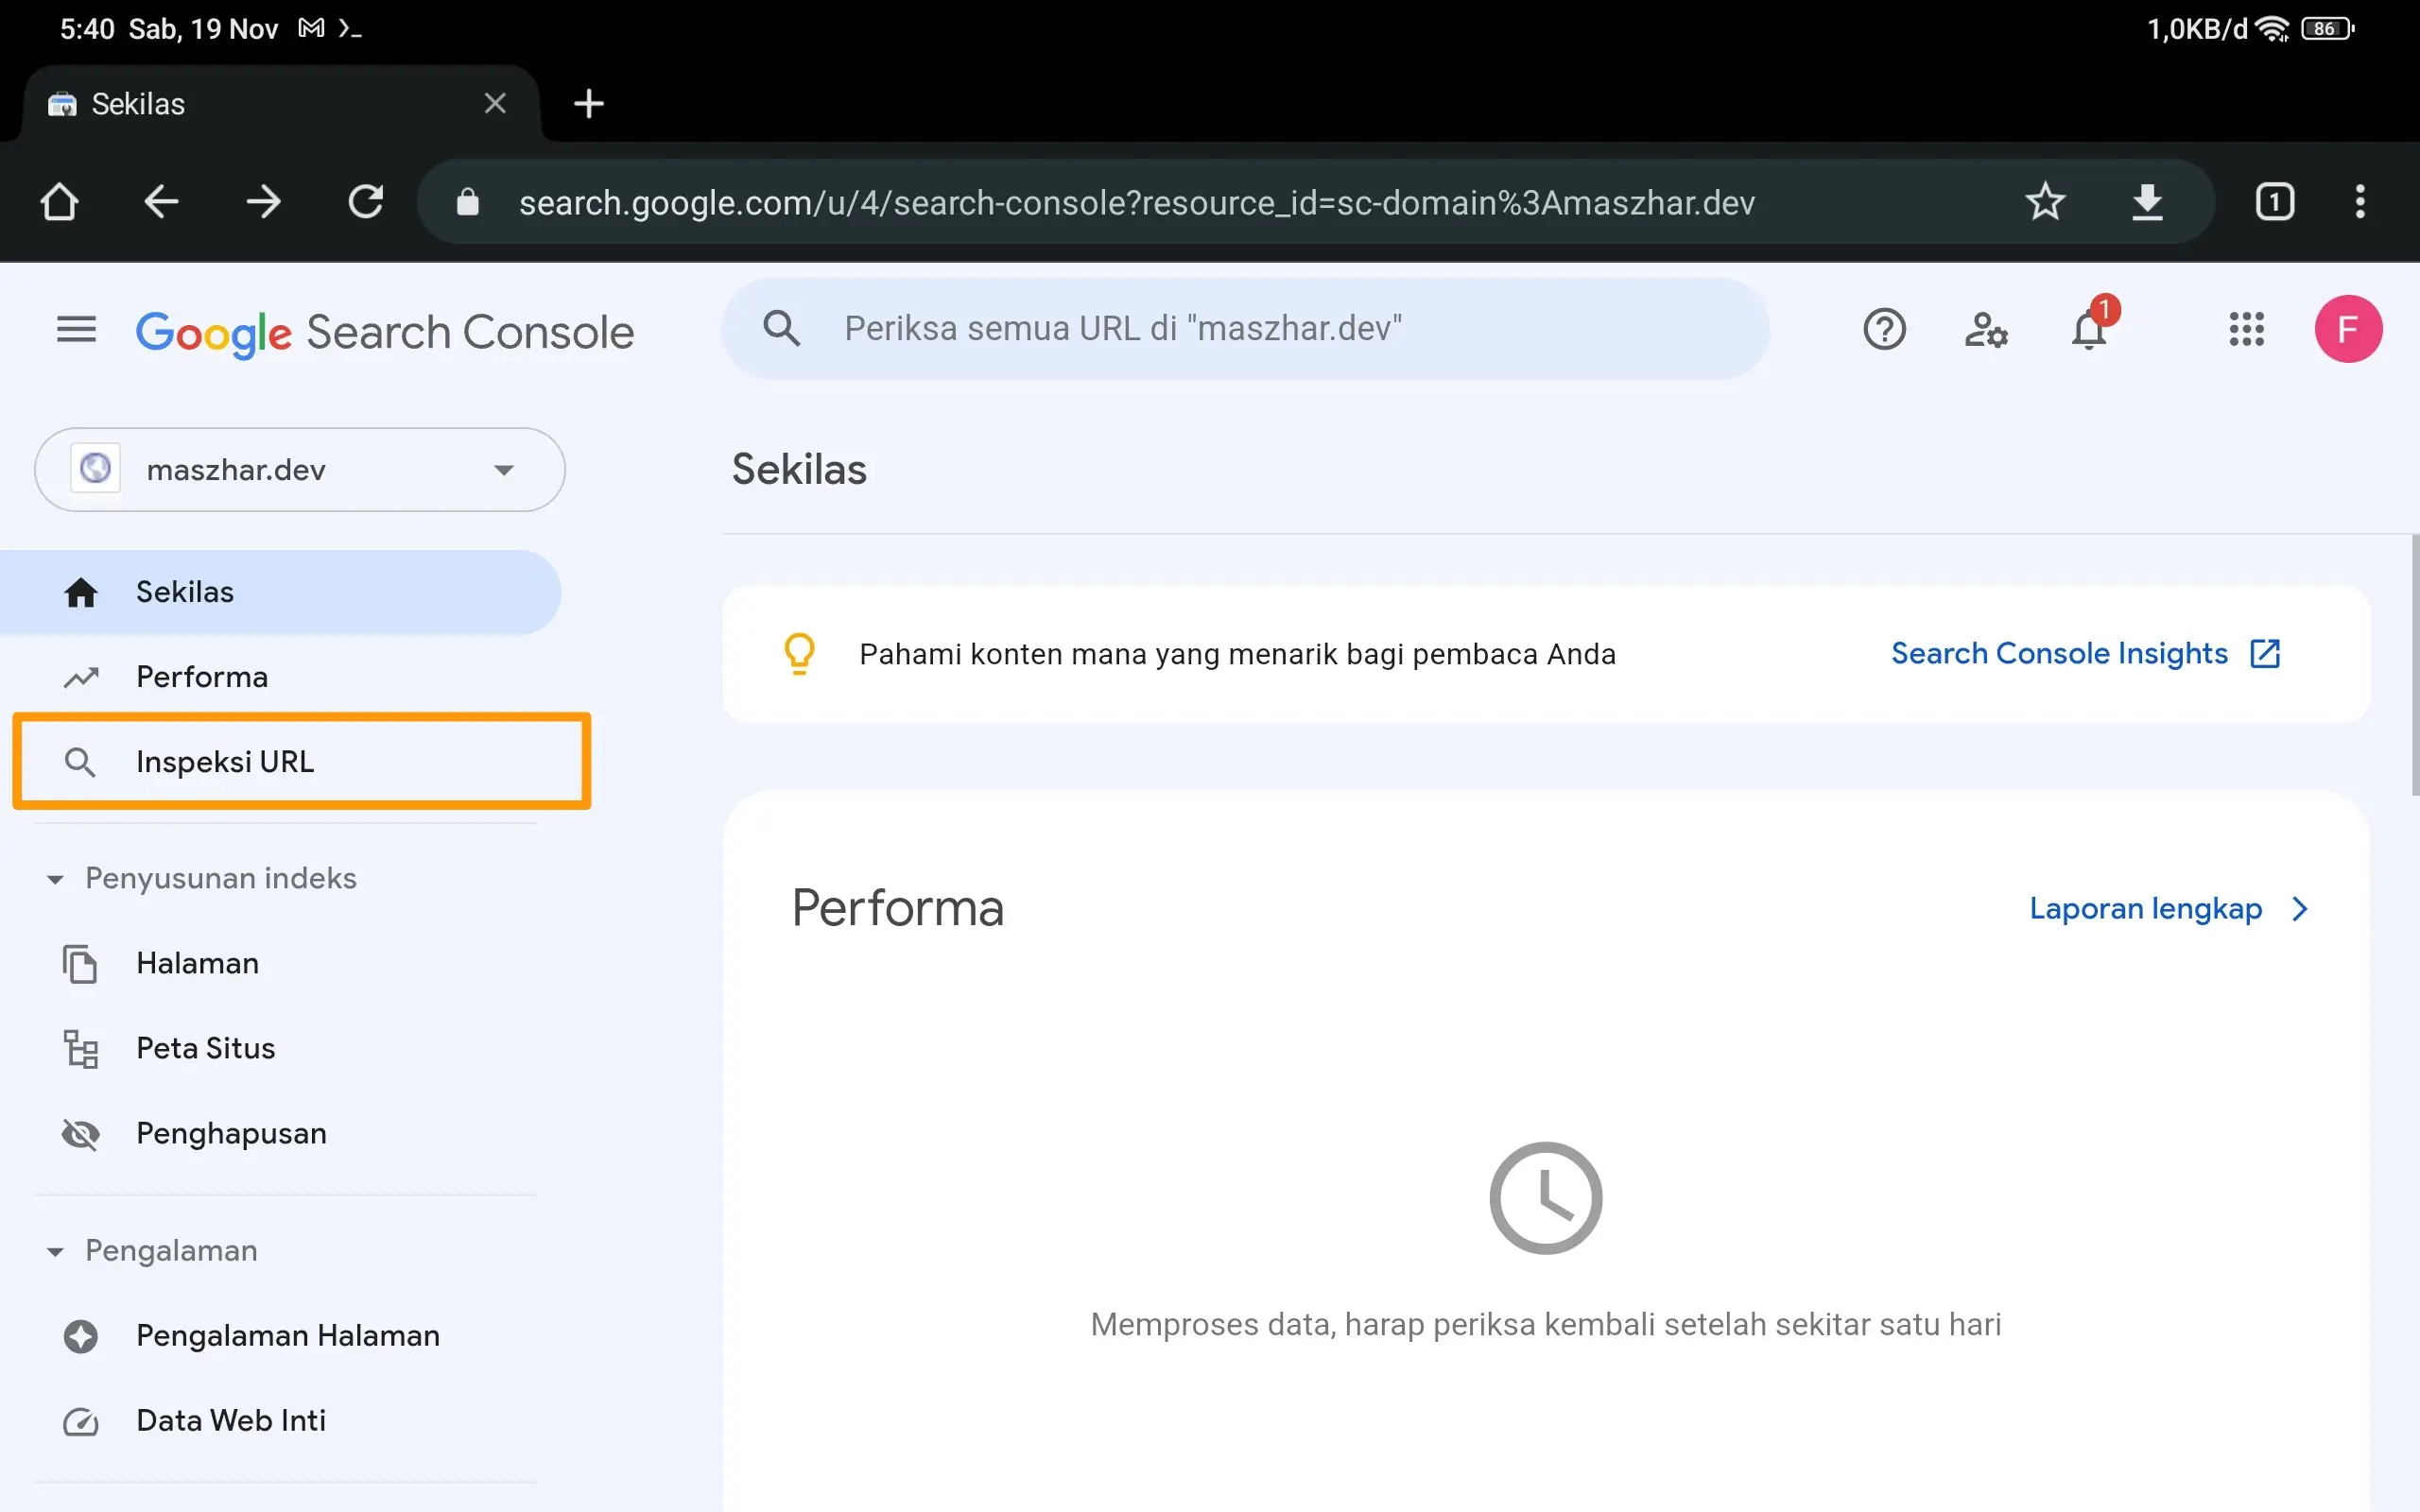 5:40 Sab, 19 Nov
1,0KB/d 86
Sekilas
search.google.com/u/4/search-console?resource_id=sc-domain%3Amaszhar.dev
1
Google Search Console
Periksa semua URL di "maszhar.dev"
1
F
maszhar.dev
Sekilas
Performa
Inspeksi URL
Penyusunan indeks
Halaman
Peta Situs
Penghapusan
Pengalaman
Pengalaman Halaman
Data Web Inti
Sekilas
Pahami konten mana yang menarik bagi pembaca Anda
Search Console Insights
Performa
Laporan lengkap
Memproses data, harap periksa kembali setelah sekitar satu hari